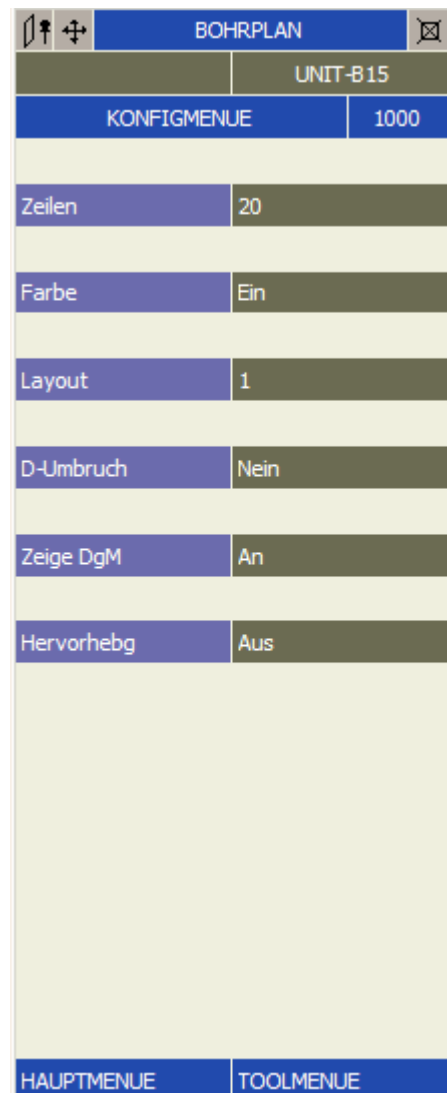 BOHRPLAN
UNIT-B15
KONFIGMENUE 1000
Zeilen 20
Farbe Ein
Layout 1
D-Umbruch Nein
Zeige DgM An
Hervorhebg Aus
HAUPTMENUE TOOLMENUE